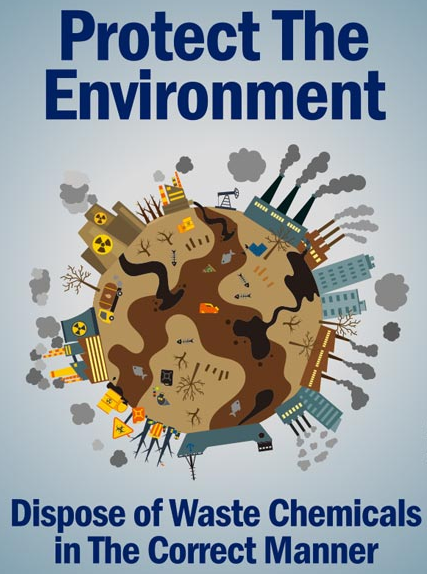 Protect The
Environment
Dispose of Waste Chemicals
in The Correct Manner